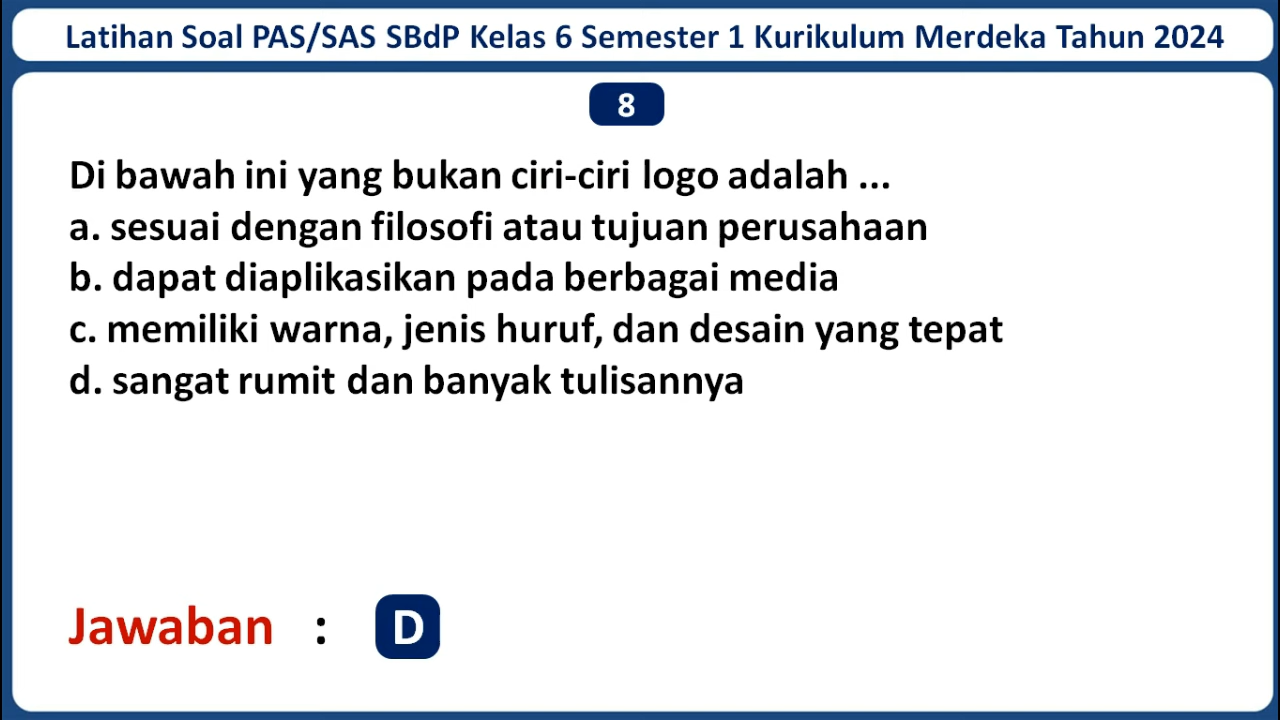 Latihan Soal PAS/SAS SBdP Kelas 6 Semester 1 Kurikulum Merdeka Tahun 2024
8
Di bawah ini yang bukan ciri-ciri logo adalah ...
a. sesuai dengan filosofi atau tujuan perusahaan
b. dapat diaplikasikan pada berbagai media
c. memiliki warna, jenis huruf, dan desain yang tepat
d. sangat rumit dan banyak tulisannya
Jawaban : D